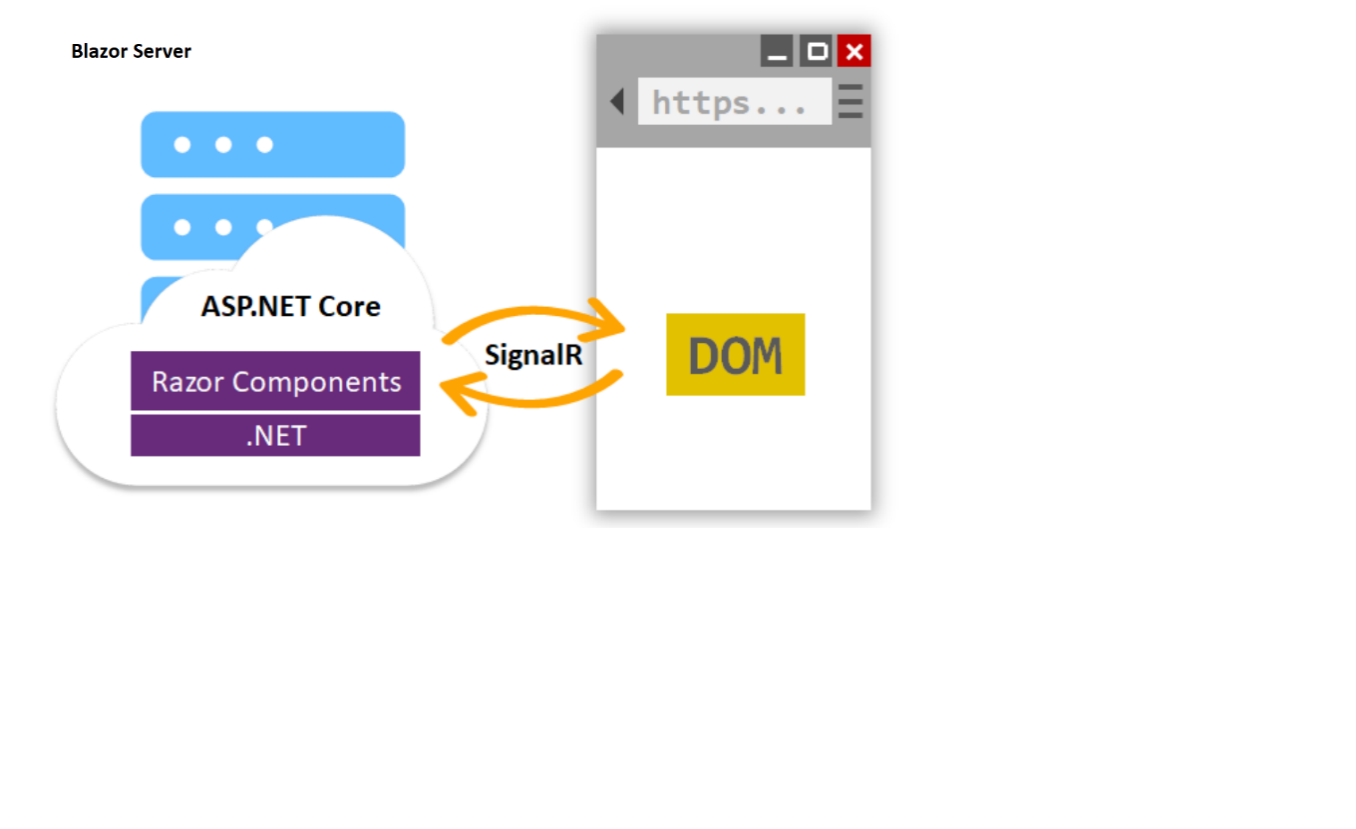 Blazor Server
https...
ASP.NET Core
SignalR
DOM
Razor Components
.NET